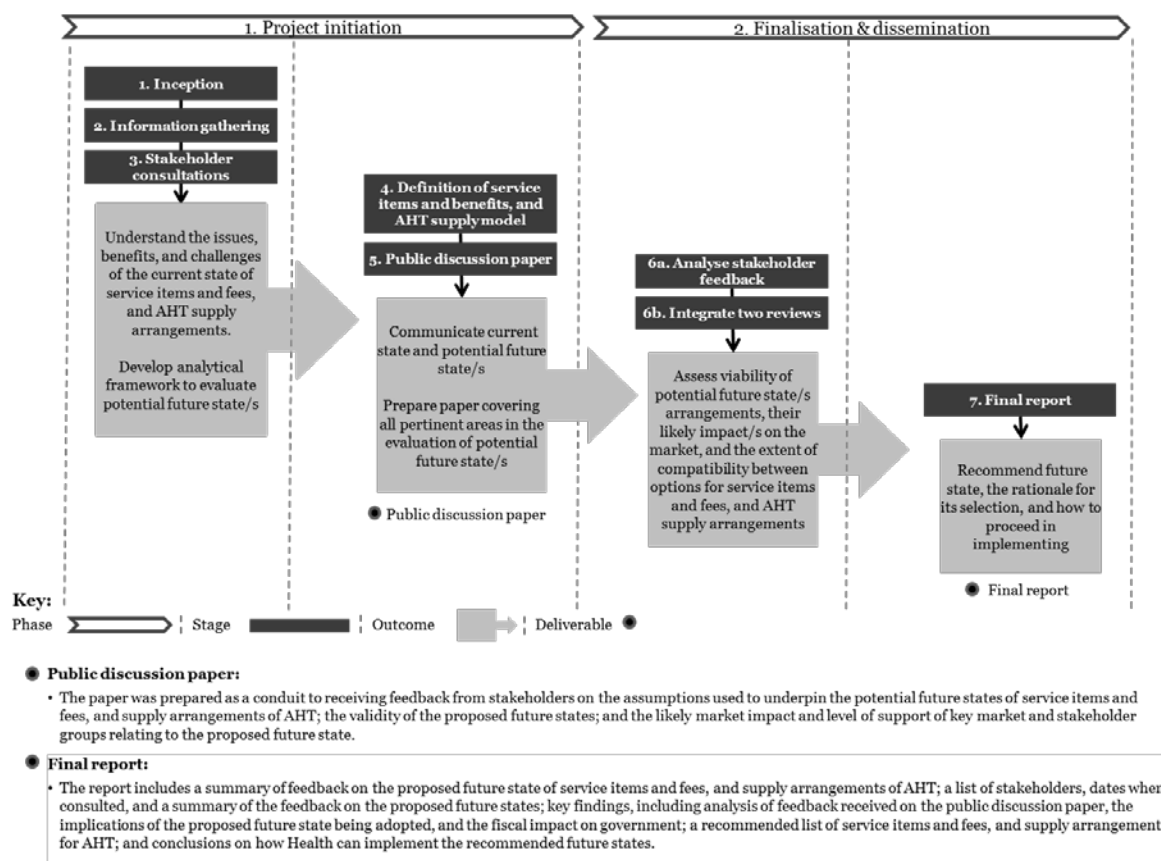 1. Project initiation
2. Finalisation & dissemination
1. Inception
2. Information gathering
3. Stakeholder
consultations
Understand the issues,
benefits, and challenges
of the current state of
service items and fees,
and AHT supply
arrangements.
Develop analytical
framework to evaluate
potential future state/s
4. Definition of service
items and benefits, and
AHT supply model
5. Public discussion paper
Communicate current
state and potential future
state/s
Prepare paper covering
all pertinent areas in the
evaluation of potential
future state/s
Public discussion paper
6a. Analyse stakeholder
feedback
6b. Integrate two reviews
Assess viability of
potential future state/s
arrangements, their
likely impact/s on the
market, and the extent of
compatibility between
options for service items
and fees, and AHT
supply arrangements
7. Final report
Recommend future
state, the rationale for
its selection, and how to
proceed in
implementing
Final report
Key:
Phase Stage Outcome Deliverable
Public discussion paper:
• The paper was prepared as a conduit to receiving feedback from stakeholders on the assumptions used to underpin the potential future states of service items and
fees, and supply arrangements of AHT; the validity of the proposed future states; and the likely market impact and level of support of key market and stakeholder
groups relating to the proposed future state.
Final report:
• The report includes a summary of feedback on the proposed future state of service items and fees, and supply arrangements of AHT; a list of stakeholders, dates when
consulted, and a summary of the feedback on the proposed future states; key findings, including analysis of feedback received on the public discussion paper, the
implications of the proposed future state being adopted, and the fiscal impact on government; a recommended list of service items and fees, and supply arrangement
for AHT; and conclusions on how Health can implement the recommended future states.